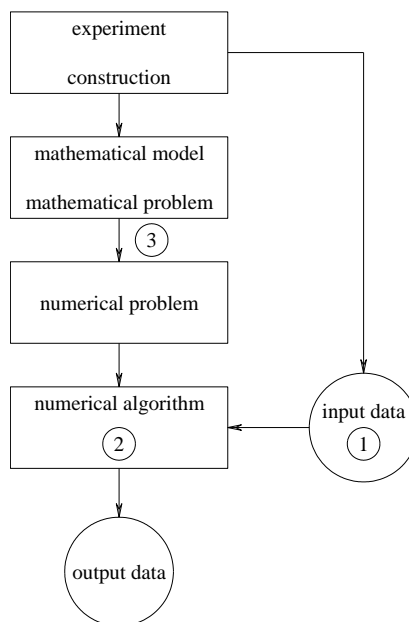 experiment
construction
mathematical model
mathematical problem
3
numerical problem
numerical algorithm
2
input data
1
output data